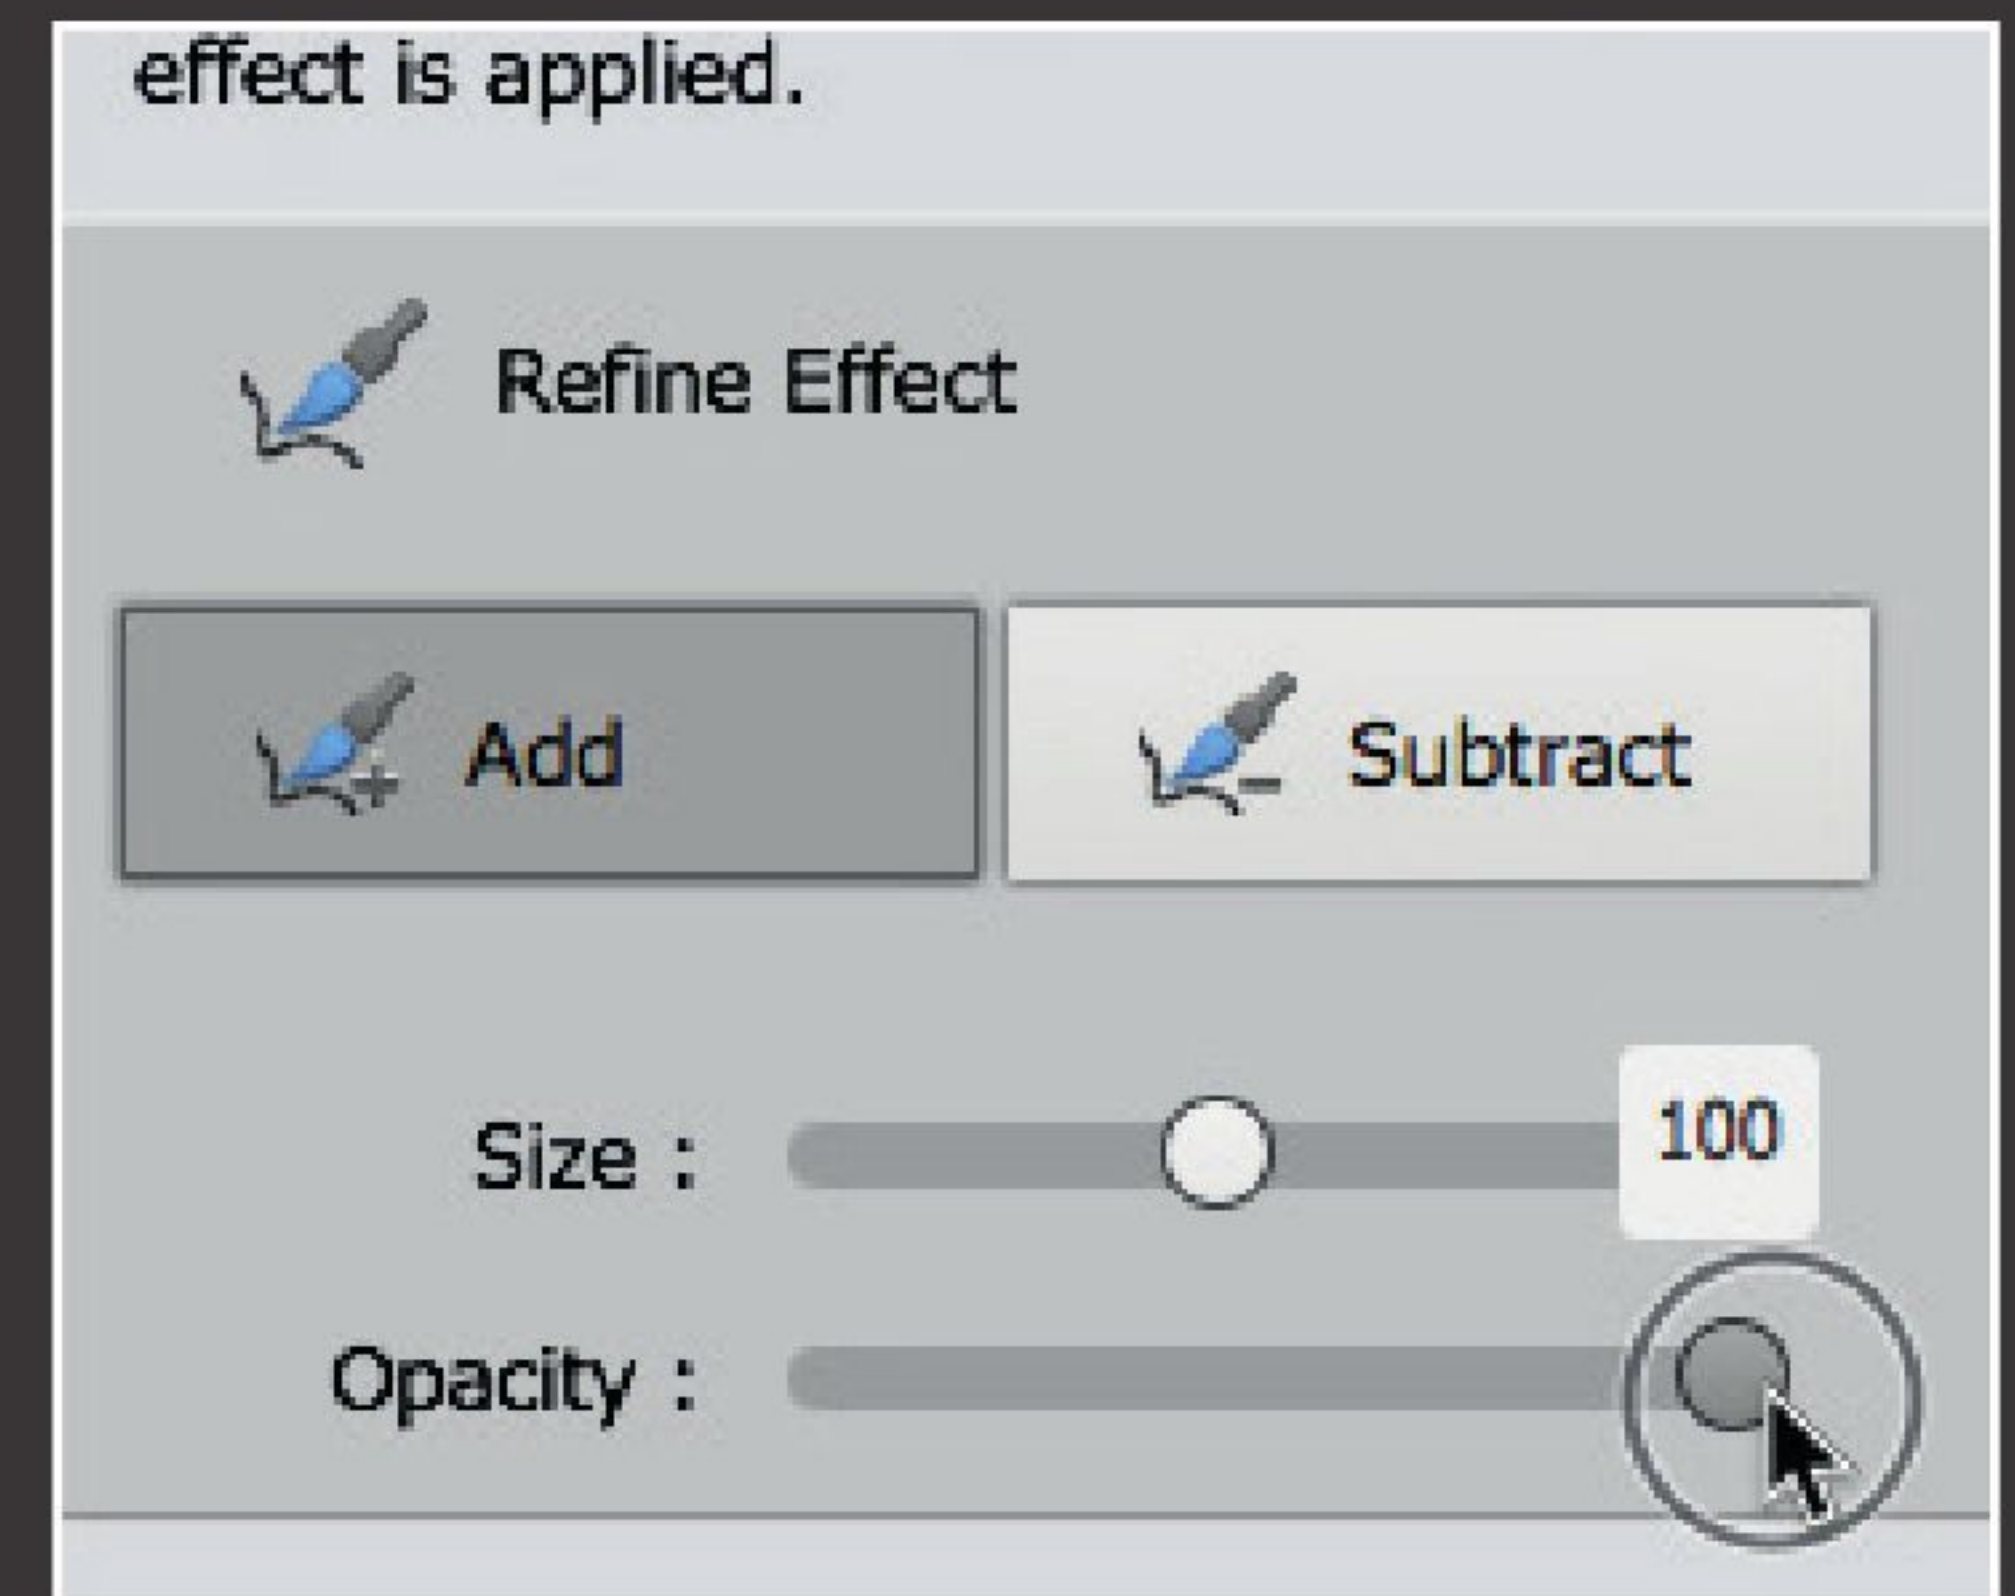 effect is applied.
Refine Effect
Add
Subtract
Size :
100
Opacity :